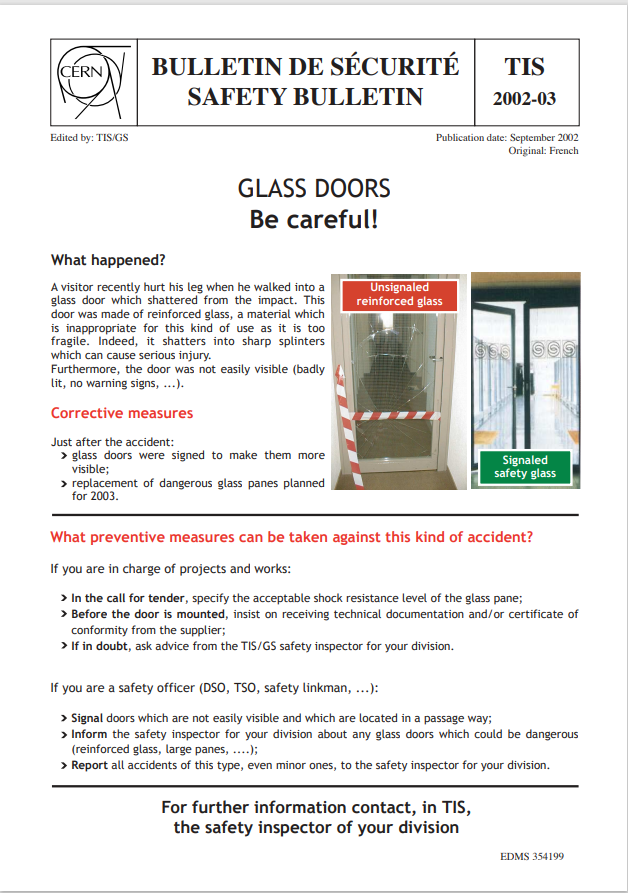 CERN
BULLETIN DE SÉCURITÉ
SAFETY BULLETIN
TIS
2002-03
Edited by: TIS/GS
Publication date: September 2002
Original: French
GLASS DOORS
Be careful!
What happened?
A visitor recently hurt his leg when he walked into a
glass door which shattered from the impact. This
door was made of reinforced glass, a material which
is inappropriate for this kind of use as it is too
fragile. Indeed, it shatters into sharp splinters
which can cause serious injury.
Furthermore, the door was not easily visible (badly
lit, no warning signs, ...).
Corrective measures
Just after the accident:
glass doors were signed to make them more
visible;
replacement of dangerous glass panes planned
for 2003.
Unsignaled
reinforced glass
Signaled
safety glass
What preventive measures can be taken against this kind of accident?
If you are in charge of projects and works:
In the call for tender, specify the acceptable shock resistance level of the glass pane;
Before the door is mounted, insist on receiving technical documentation and/or certificate of
conformity from the supplier;
If in doubt, ask advice from the TIS/GS safety inspector for your division.
If you are a safety officer (DSO, TSO, safety linkman, ...):
Signal doors which are not easily visible and which are located in a passage way;
Inform the safety inspector for your division about any glass doors which could be dangerous
(reinforced glass, large panes, ....);
Report all accidents of this type, even minor ones, to the safety inspector for your division.
For further information contact, in TIS,
the safety inspector of your division
EDMS 354199